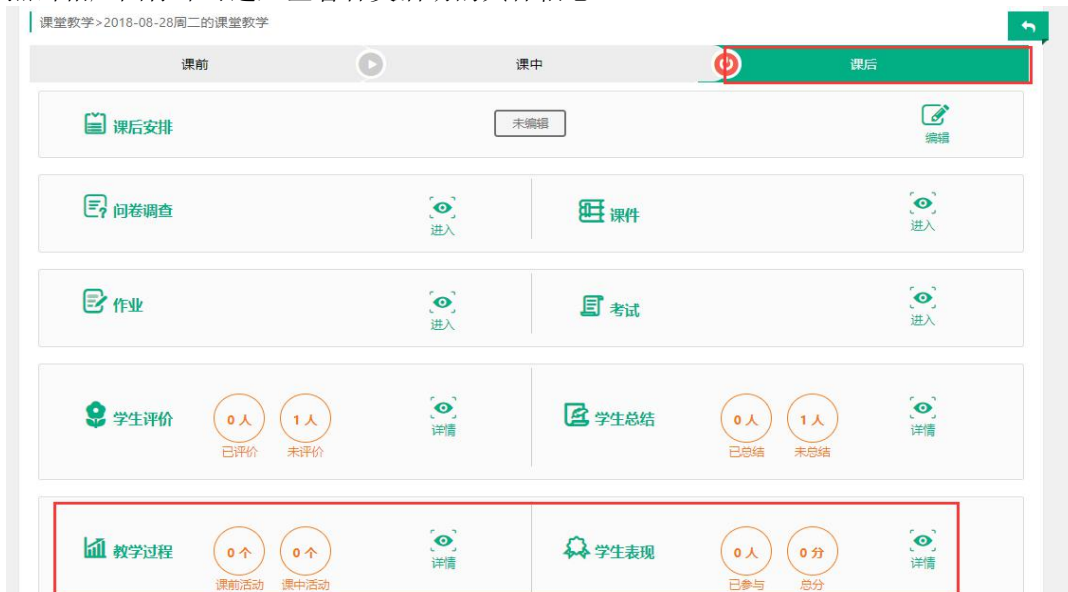 课堂教学>2018-08-28周二的课堂教学
课前
课中
课后
课后安排
未编辑
编辑
问卷调查
进入
课件
进入
作业
进入
考试
进入
学生评价
0人
已评价
1人
未评价
详情
学生总结
0人
已总结
1人
未总结
详情
教学过程
0个
课前活动
0个
课中活动
详情
学生表现
0人
已参与
0分
总分
详情